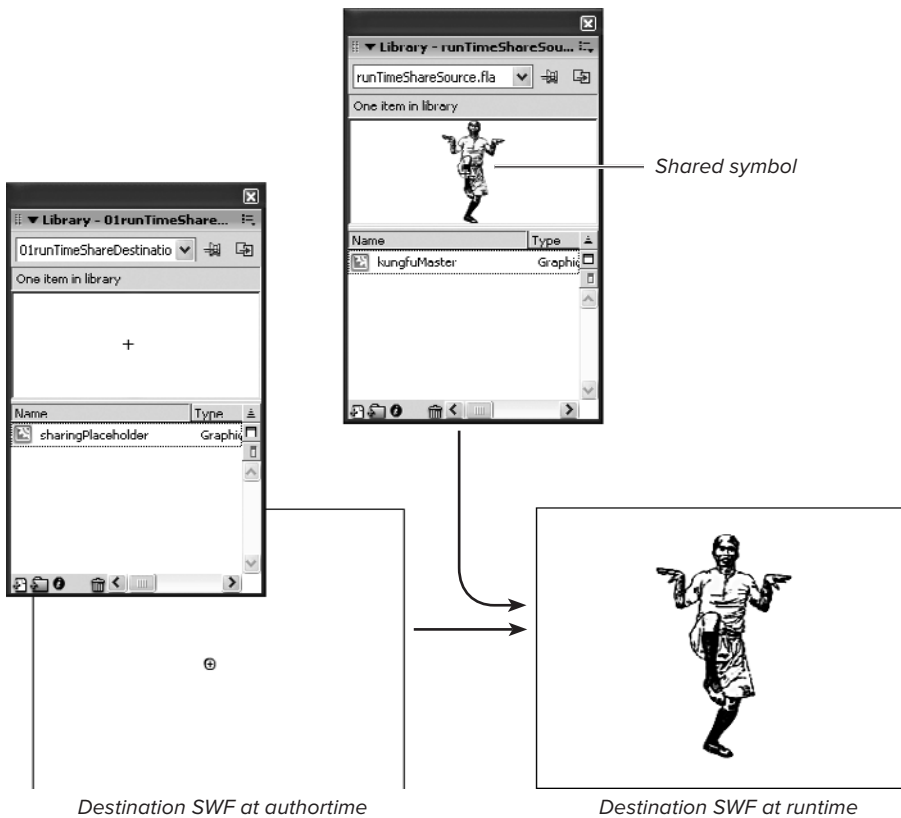 Library - runTimeShareSou...
runTimeShareSource.fla
One item in library
Shared symbol
Name Type
kungfuMaster Graphic
Library - 01runTimeShare...
01runTimeShareDestinatio
One item in library
Name Type
sharingPlaceholder Graphic
Destination SWF at authortime
Destination SWF at runtime